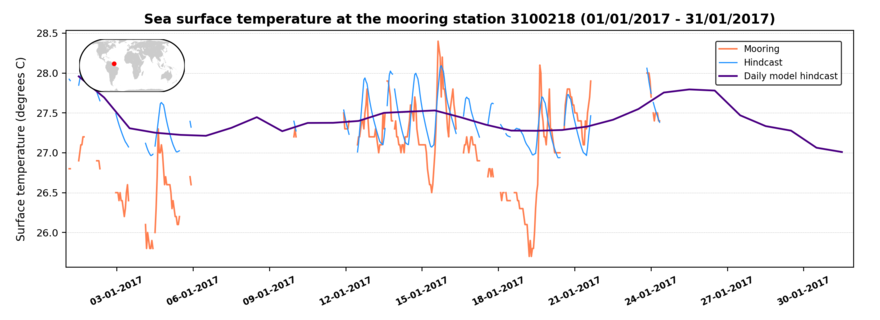 Sea surface temperature at the mooring station 3100218 (01/01/2017 - 31/01/2017)
Surface temperature (degrees C)
28.5
28.0
27.5
27.0
26.5
26.0
Mooring
Hindcast
Daily model hindcast
03-01-2017 06-01-2017 09-01-2017 12-01-2017 15-01-2017 18-01-2017 21-01-2017 24-01-2017 27-01-2017 30-01-2017